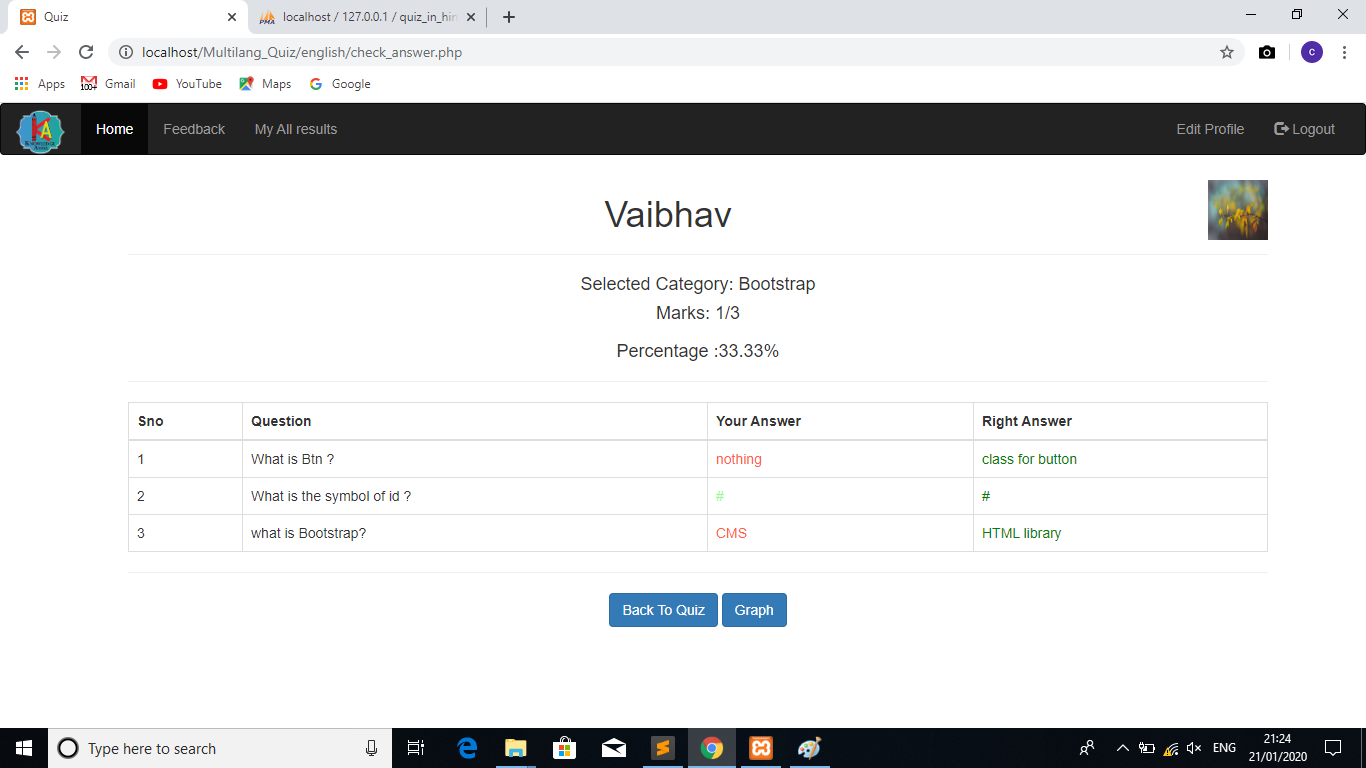 Quiz
localhost / 127.0.0.1 / quiz_in_hin
localhost/Multilang_Quiz/english/check_answer.php
C
Apps Gmail YouTube Maps Google
100+
KA
Home Feedback My All results Edit Profile Logout
Vaibhav
Selected Category: Bootstrap
Marks: 1/3
Percentage :33.33%
Sno Question Your Answer Right Answer
1 What is Btn ? nothing class for button
2 What is the symbol of id ? # #
3 what is Bootstrap? CMS HTML library
Back To Quiz Graph
Type here to search
ENG
21:24
21/01/2020